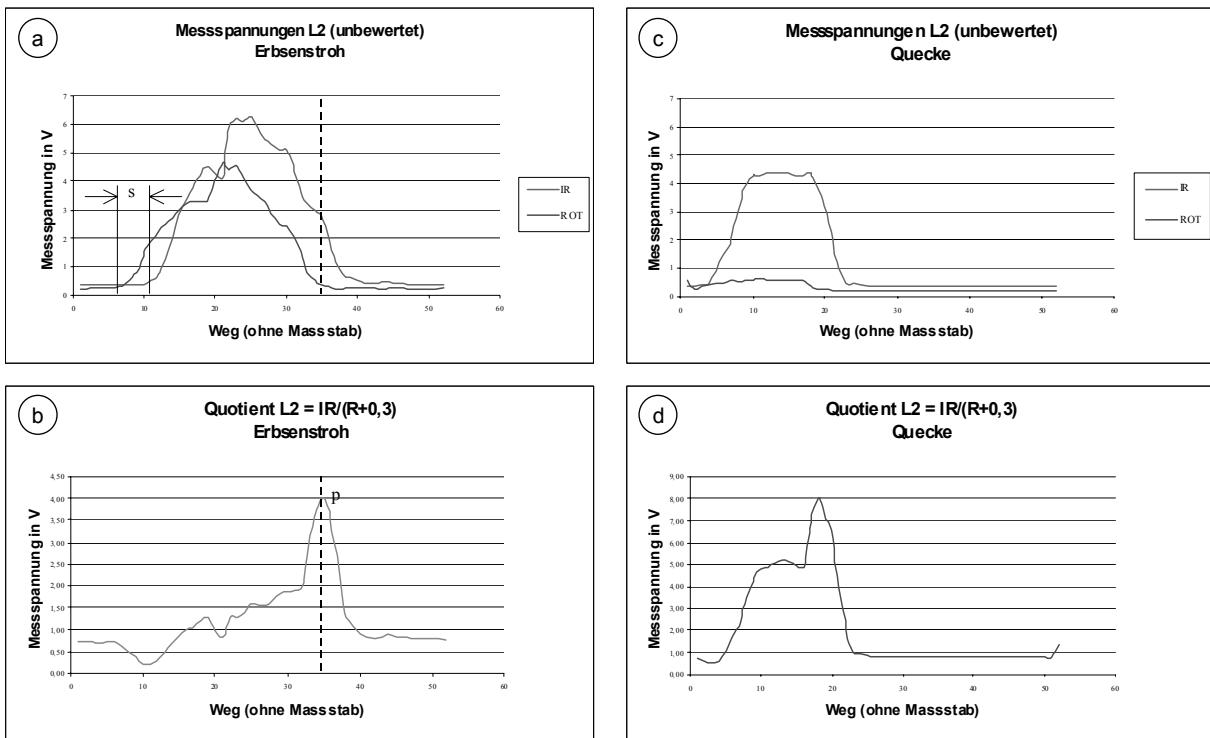 a
Messspannungen L2 (unbewertet)
Erbsenstroh
Messspannung in V
7
6
5
4
3
2
1
0
S
0 10 20 30 40 50 60
Weg (ohne Massstab)
IR
ROT
c
Messspannungen L2 (unbewertet)
Quecke
Messspannung in V
7
6
5
4
3
2
1
0
0 10 20 30 40 50 60
Weg (ohne Massstab)
IR
ROT
b
Quotient L2 = IR/(R+0,3)
Erbsenstroh
Messspannung in V
4,50
4,00
3,50
3,00
2,50
2,00
1,50
1,00
0,50
0,00
p
0 10 20 30 40 50 60
Weg (ohne Massstab)
d
Quotient L2 = IR/(R+0,3)
Quecke
Messspannung in V
9,00
8,00
7,00
6,00
5,00
4,00
3,00
2,00
1,00
0,00
0 10 20 30 40 50 60
Weg (ohne Massstab)